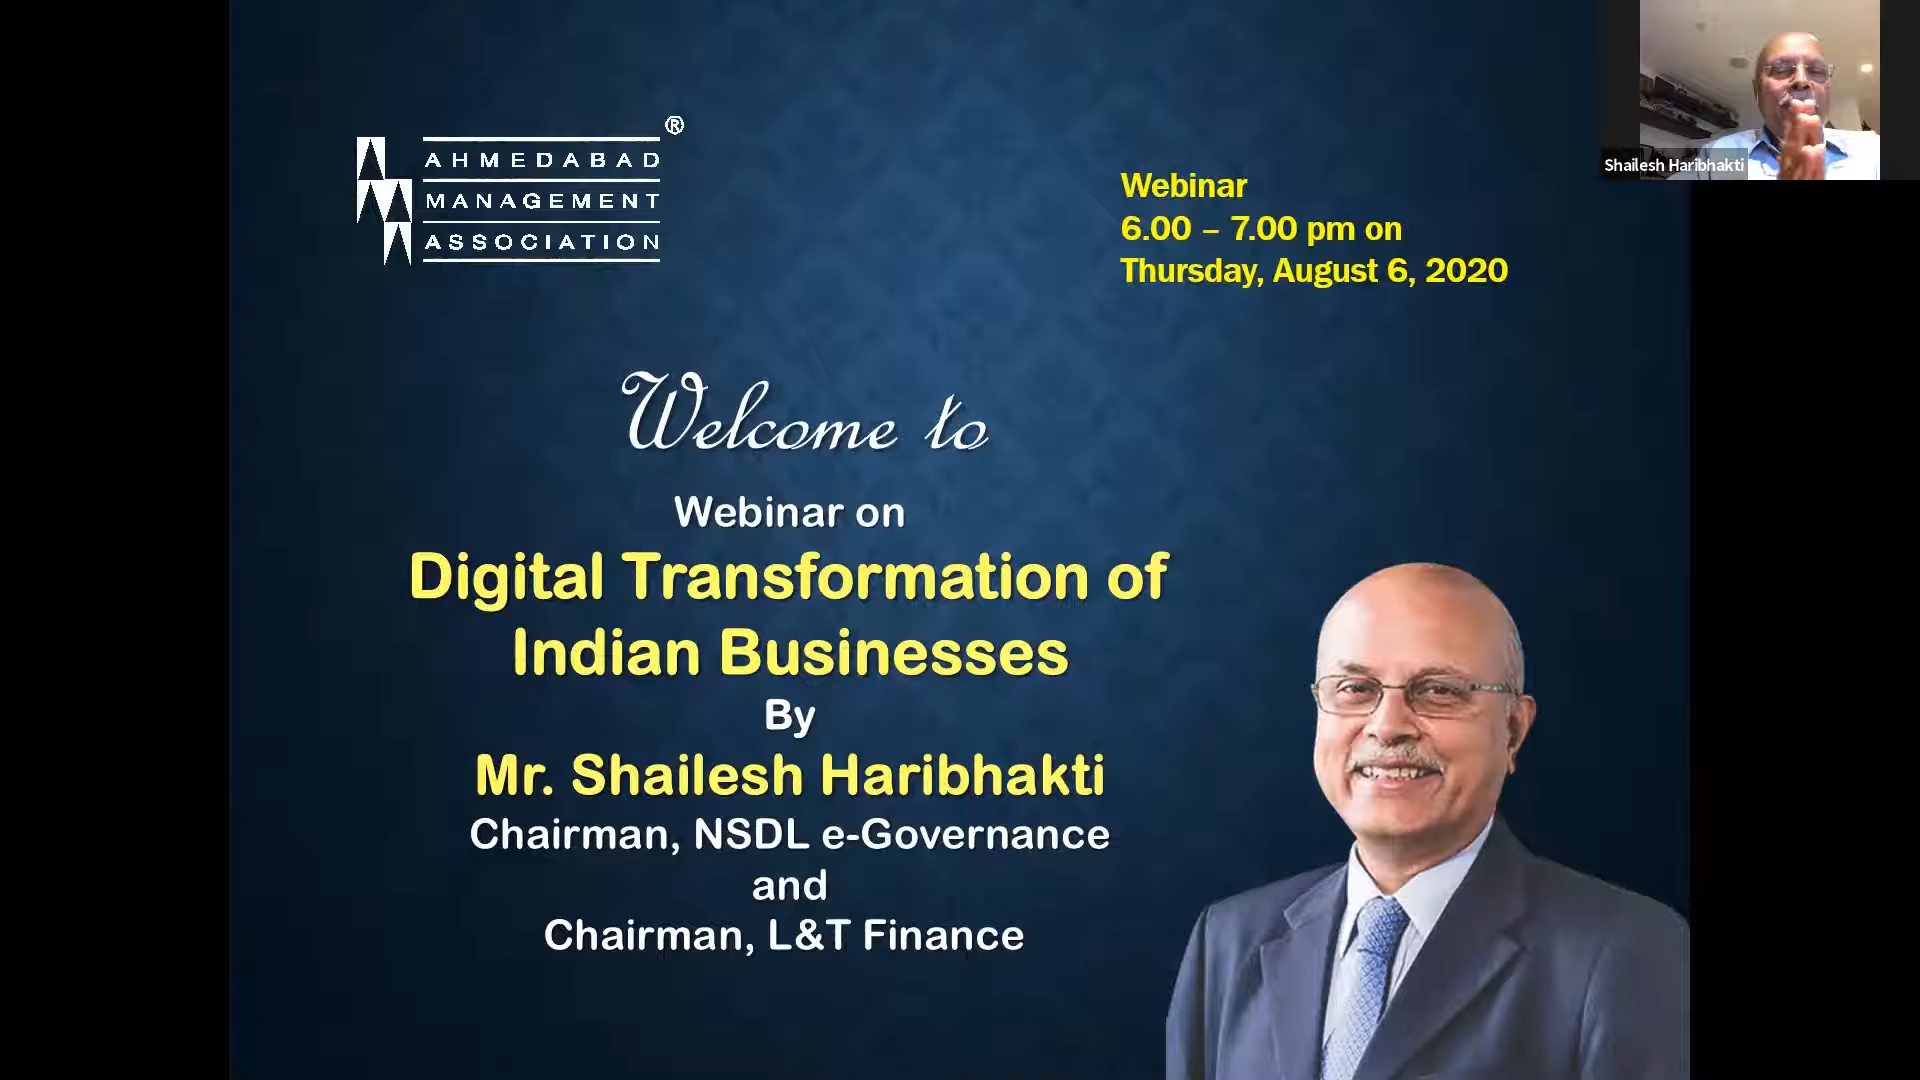 ®
AHMEDABAD
MANAGEMENT
ASSOCIATION
Webinar
6.00 – 7.00 pm on
Thursday, August 6, 2020
Shailesh Haribhakti
Welcome to
Webinar on
Digital Transformation of
Indian Businesses
By
Mr. Shailesh Haribhakti
Chairman, NSDL e-Governance
and
Chairman, L&T Finance